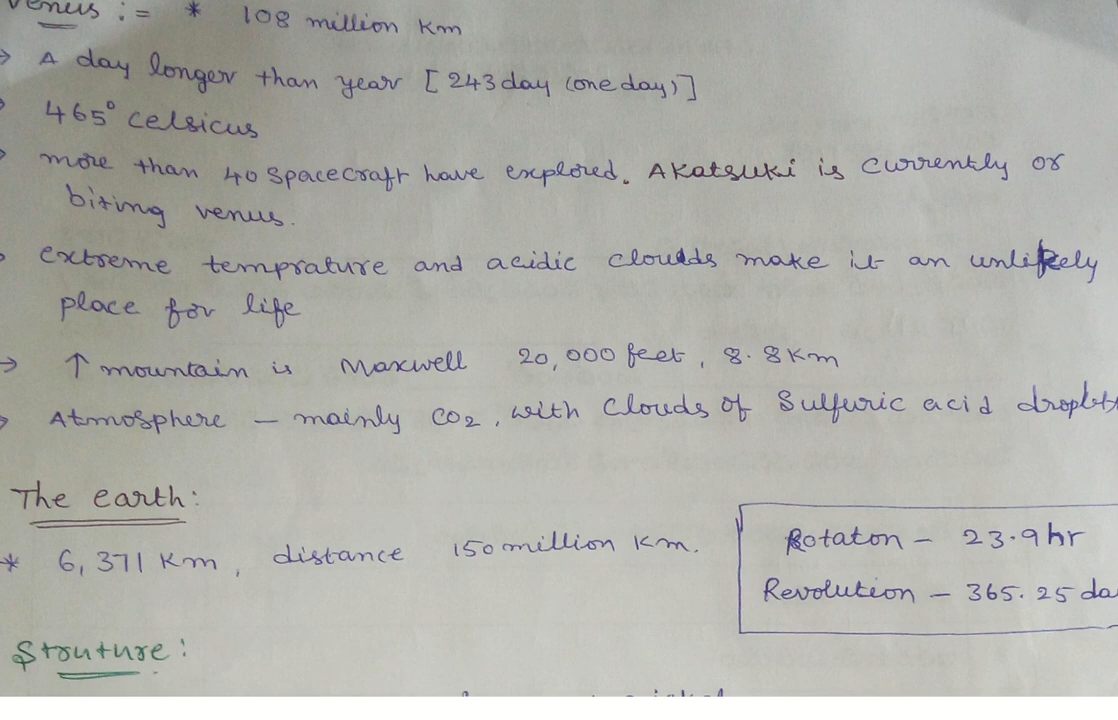 Venus := * 108 million Km
→ A day longer than year [243 day (one day)]
465° celsicus
more than 40 spacecraft have explored. Akatsuki is currently or
biting venus.
extreme temprature and acidic clouds make it an unlikely
place for life
→ ↑ mountain is Maxwell 20,000 feet, 8.8 Km
→ Atmosphere – mainly CO2, with clouds of Sulfuric acid droplets
The earth:
* 6,371 Km, distance 150 million Km.
Rotaton – 23.9 hr
Revolution – 365.25 da
Struture: